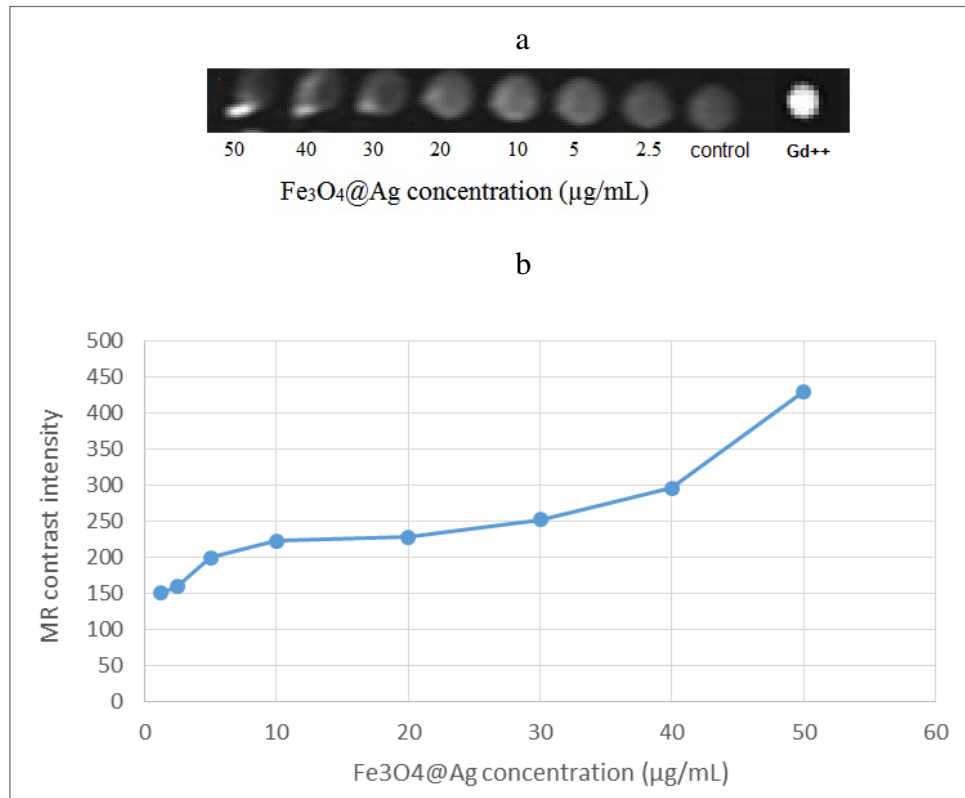 a
50 40 30 20 10 5 2.5 control Gd++
Fe₃O₄@Ag concentration (µg/mL)
b
500
450
400
350
300
250
200
150
100
50
0
MR contrast intensity
0 10 20 30 40 50 60
Fe3O4@Ag concentration (µg/mL)